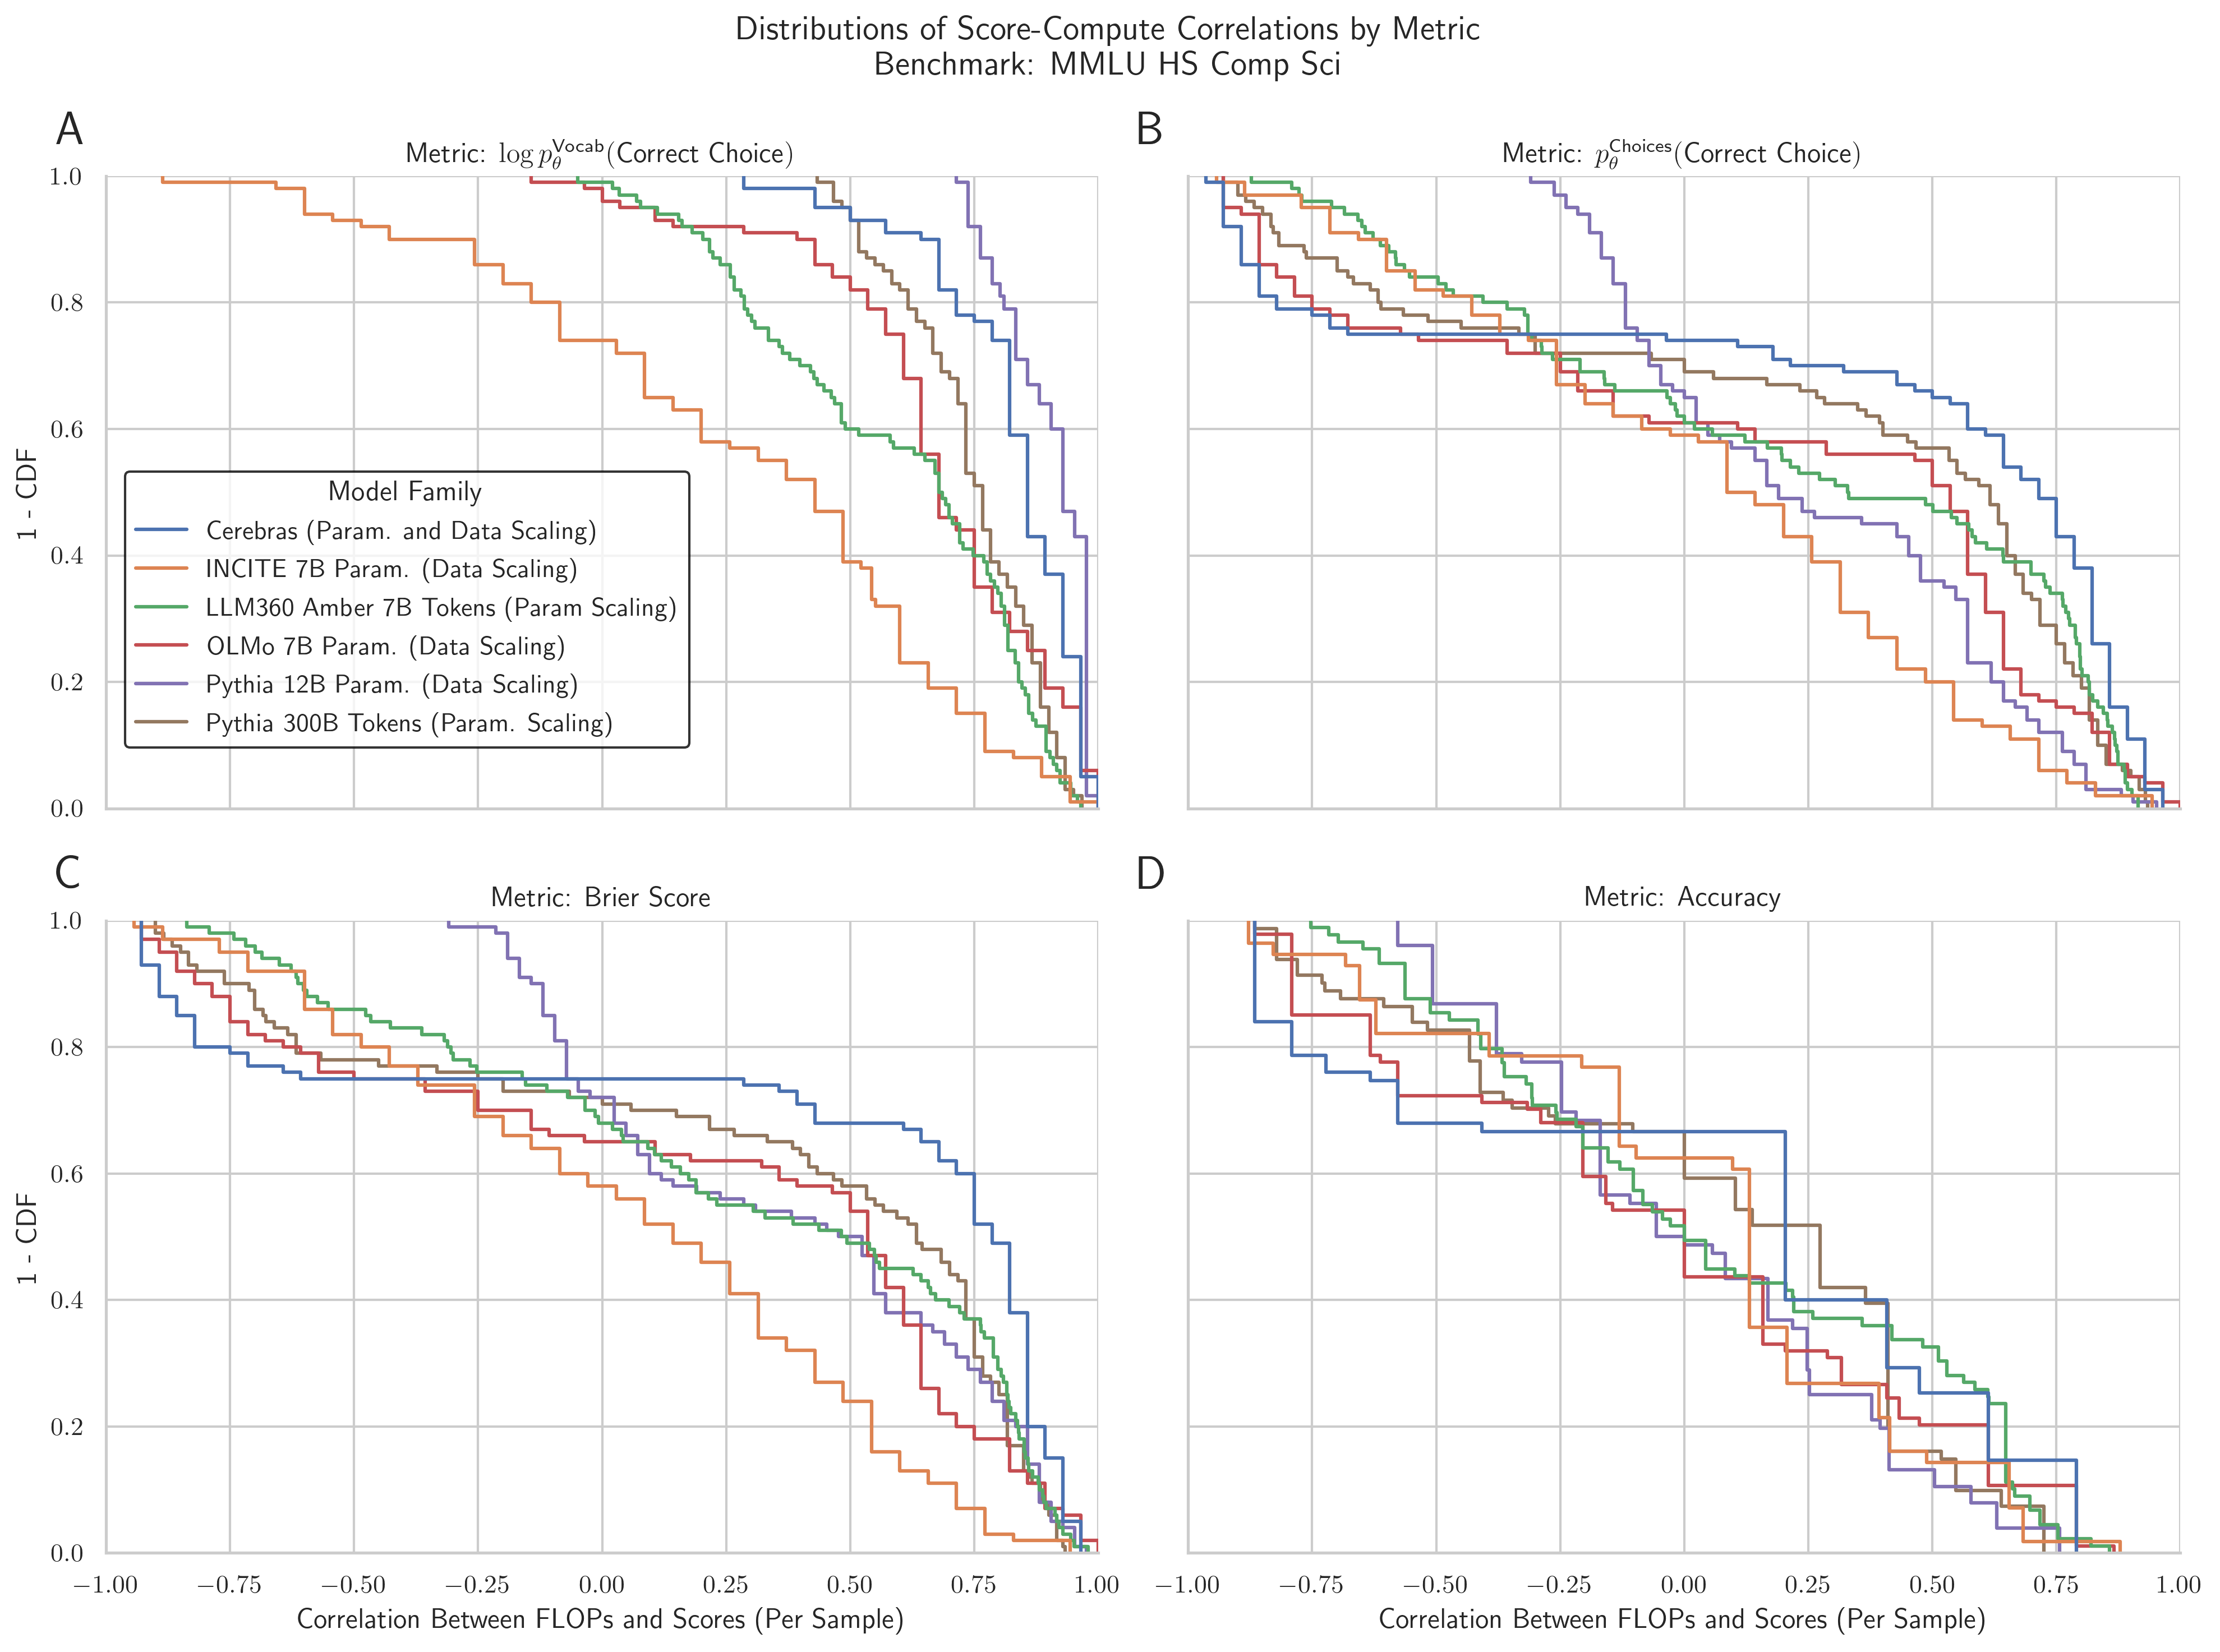 Distributions of Score-Compute Correlations by Metric
Benchmark: MMLU HS Comp Sci
A
Metric: log p_θ^Vocab(Correct Choice)
1.0
0.8
0.6
0.4
0.2
0.0
1 - CDF
Model Family
Cerebras (Param. and Data Scaling)
INCITE 7B Param. (Data Scaling)
LLM360 Amber 7B Tokens (Param Scaling)
OLMo 7B Param. (Data Scaling)
Pythia 12B Param. (Data Scaling)
Pythia 300B Tokens (Param. Scaling)
B
Metric: p_θ^Choices(Correct Choice)
C
Metric: Brier Score
1.0
0.8
0.6
0.4
0.2
0.0
1 - CDF
−1.00 −0.75 −0.50 −0.25 0.00 0.25 0.50 0.75 1.00
Correlation Between FLOPs and Scores (Per Sample)
D
Metric: Accuracy
−1.00 −0.75 −0.50 −0.25 0.00 0.25 0.50 0.75 1.00
Correlation Between FLOPs and Scores (Per Sample)